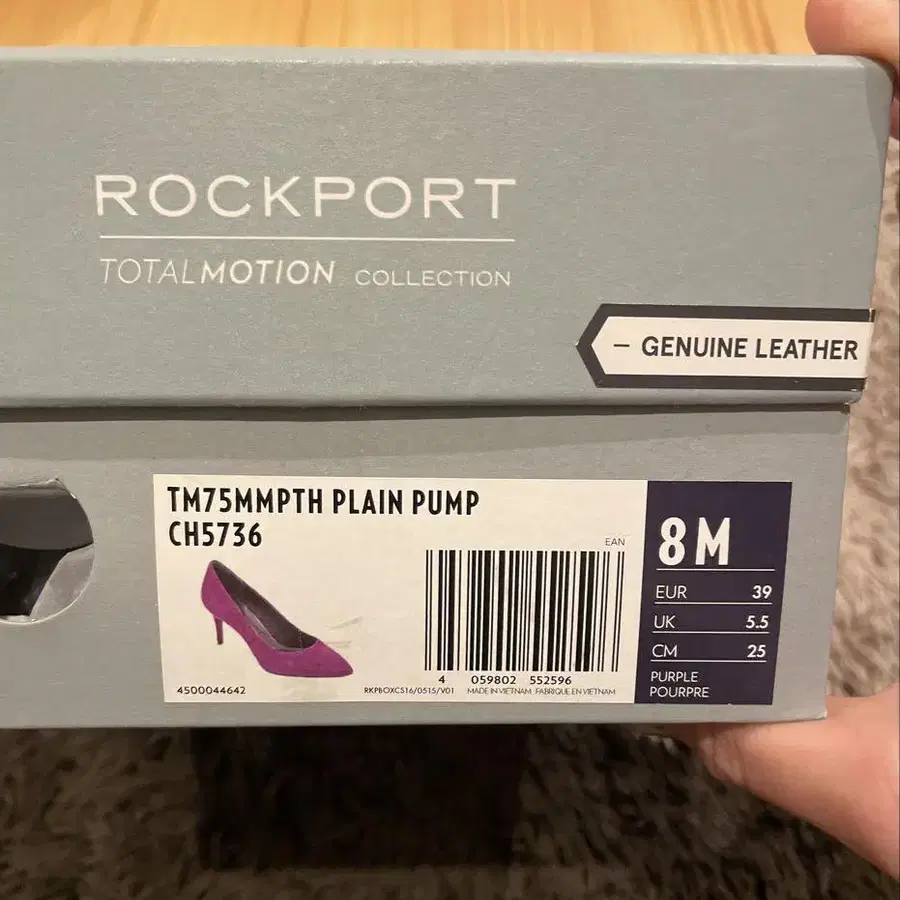 ROCKPORT
TOTALMOTION COLLECTION
– GENUINE LEATHER
TM75MMPTH PLAIN PUMP
CH5736
EAN
4 059802 552596
4500044642
RKPBOXCS16/0515/V01
MADE IN VIETNAM FABRIQUE EN VIETNAM
8M
EUR 39
UK 5.5
CM 25
PURPLE
POURPRE